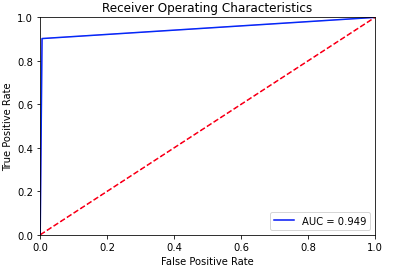 Receiver Operating Characteristics
1.0
0.8
0.6
0.4
0.2
0.0
True Positive Rate
AUC = 0.949
0.0 0.2 0.4 0.6 0.8 1.0
False Positive Rate